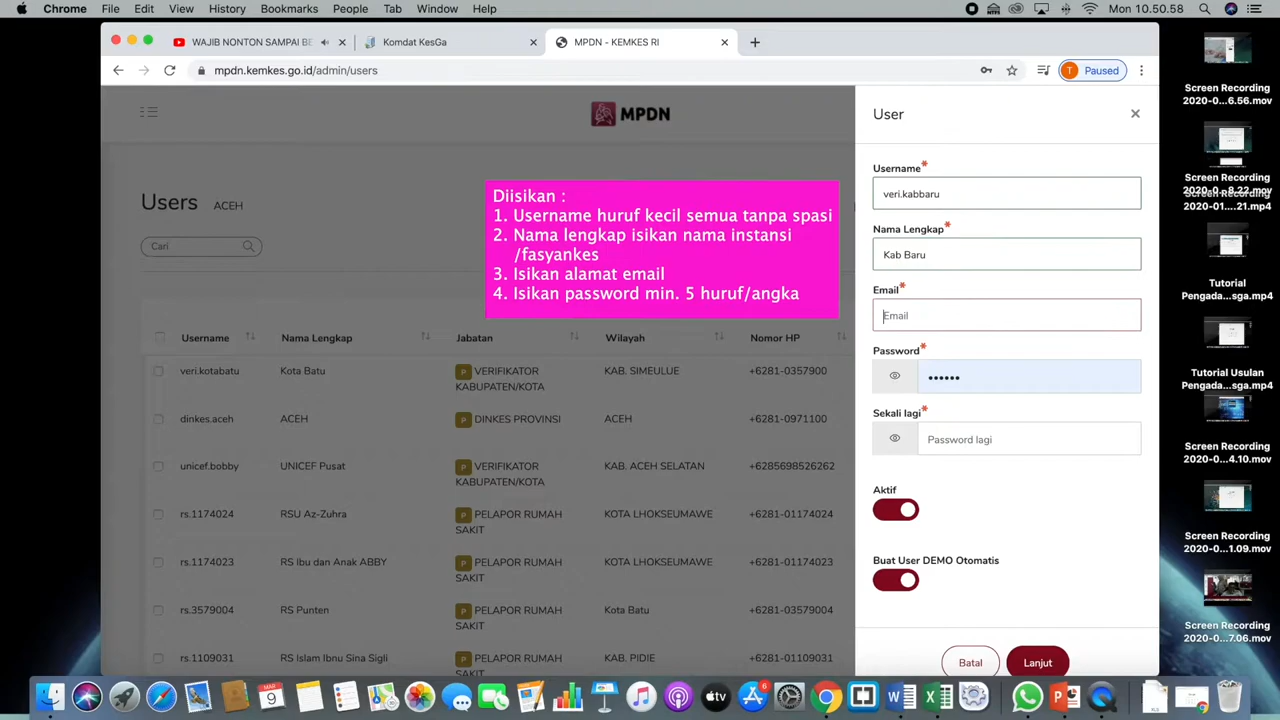 Chrome File Edit View History Bookmarks People Tab Window Help Mon 10.50.58
WAJIB NONTON SAMPAI BE
Komdat KesGa
MPDN - KEMKES RI
mpdn.kemkes.go.id/admin/users
T Paused
MPDN
Users ACEH
Cari
Diisikan :
1. Username huruf kecil semua tanpa spasi
2. Nama lengkap isikan nama instansi
/fasyankes
3. Isikan alamat email
4. Isikan password min. 5 huruf/angka
Username Nama Lengkap Jabatan Wilayah Nomor HP
veri.kotabatu Kota Batu P VERIFIKATOR KAB. SIMEULUE +6281-0357900
KABUPATEN/KOTA
dinkes.aceh ACEH P DINKES PROVINSI ACEH +6281-0971100
unicef.bobby UNICEF Pusat P VERIFIKATOR KAB. ACEH SELATAN +6285698526262
KABUPATEN/KOTA
rs.1174024 RSU Az-Zuhra P PELAPOR RUMAH KOTA LHOKSEUMAWE +6281-01174024
SAKIT
rs.1174023 RS Ibu dan Anak ABBY P PELAPOR RUMAH KOTA LHOKSEUMAWE +6281-01174023
SAKIT
rs.3579004 RS Punten P PELAPOR RUMAH Kota Batu +6281-03579004
SAKIT
rs.1109031 RS Islam Ibnu Sina Sigli P PELAPOR RUMAH KAB. PIDIE +6281-01109031
SAKIT
User
Username*
veri.kabbaru
Nama Lengkap*
Kab Baru
Email*
Email
Password*
••••••
Sekali lagi*
Password lagi
Aktif
Buat User DEMO Otomatis
Batal Lanjut
Screen Recording
2020-0...6.56.mov
Screen Recording
2020-0...8.22.mov
Screen Recording
2020-01....21.mp4
Tutorial
Pengada...sga.mp4
Tutorial Usulan
Pengada...sga.mp4
Screen Recording
2020-0...4.10.mov
Screen Recording
2020-0...1.09.mov
Screen Recording
2020-0...7.06.mov
MAR
9
tv
6
W
X
P
XLS